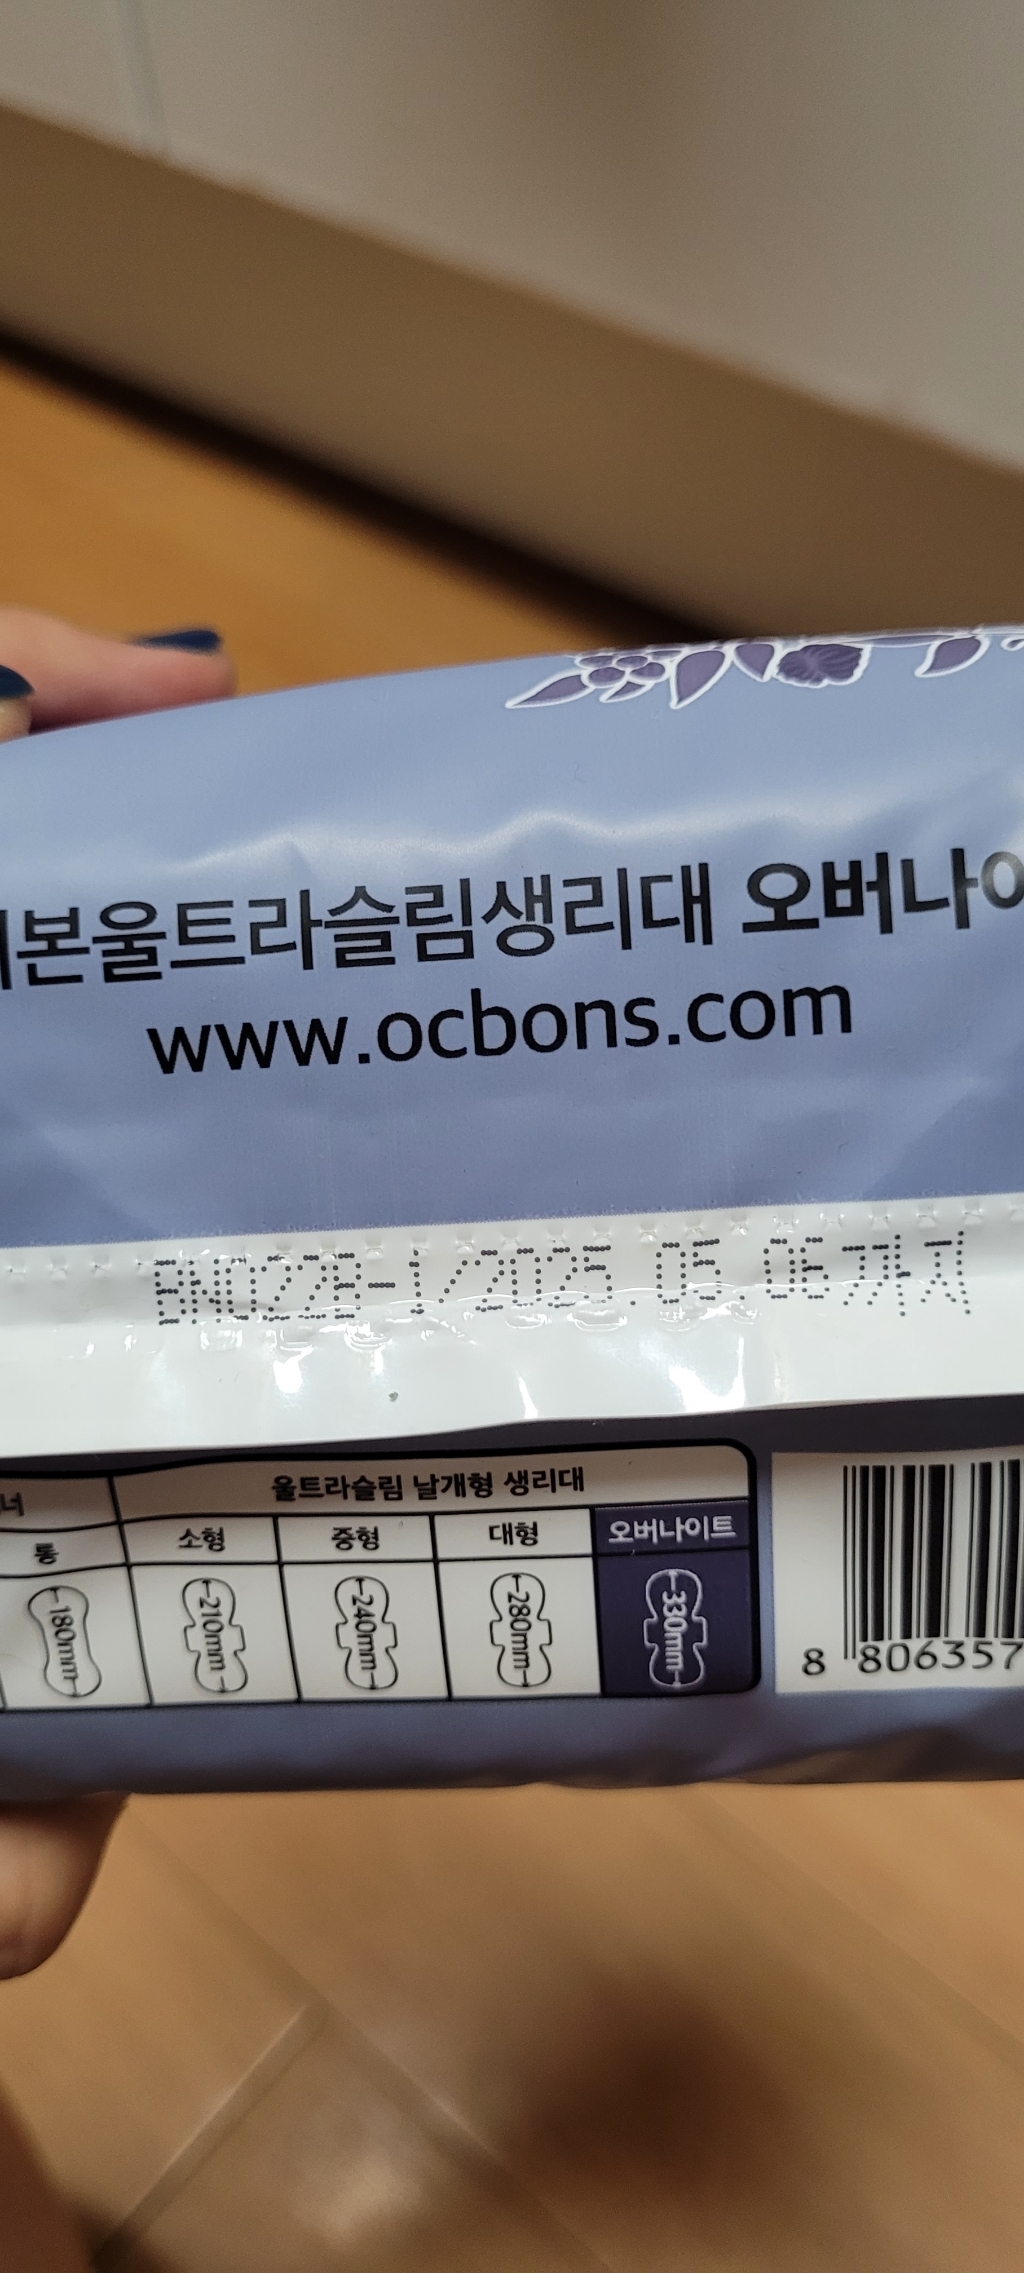 본울트라슬림생리대 오버나이
www.ocbons.com
2025.05.06까지
울트라슬림 날개형 생리대
소형 중형 대형 오버나이트
180mm 210mm 240mm 280mm 330mm
8 806357